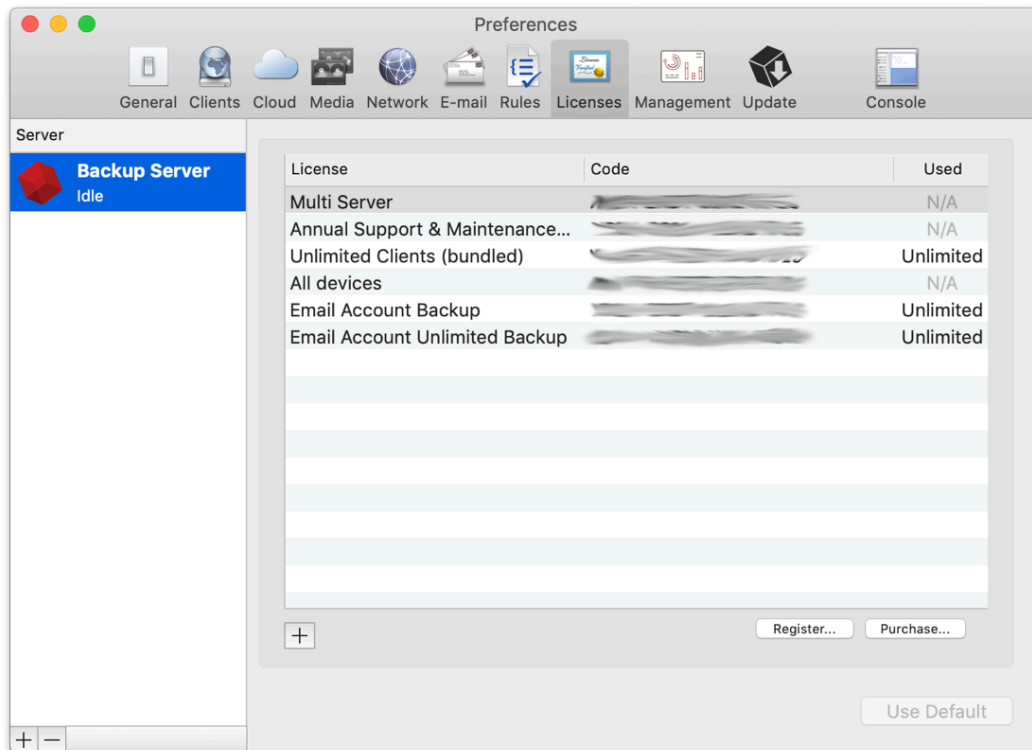 Preferences
General Clients Cloud Media Network E-mail Rules Licenses Management Update Console
Server
Backup Server
Idle
License Code Used
Multi Server N/A
Annual Support & Maintenance... N/A
Unlimited Clients (bundled) Unlimited
All devices N/A
Email Account Backup Unlimited
Email Account Unlimited Backup Unlimited
Register... Purchase...
Use Default